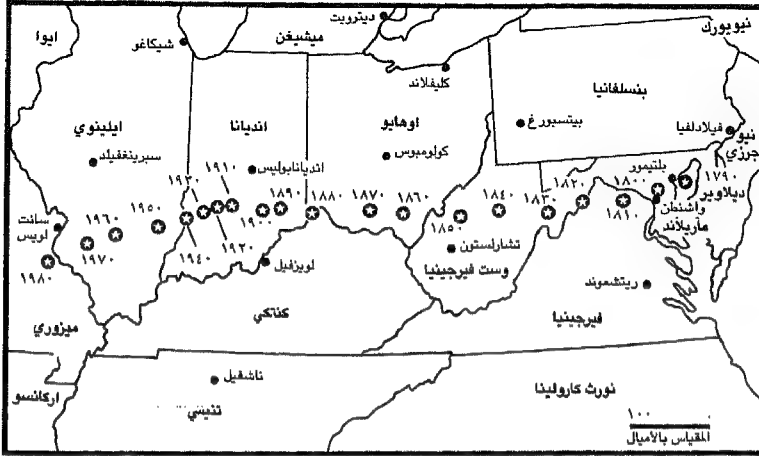 نيويورك
ديترويت
ميشيغن
ايوا
شيكاغو
كليفلاند
بنسلفانيا
ايلينوي
انديانا
اوهايو
بيتسبورغ
فيلادلفيا
نيو
جرزي
سبرينغفيلد
انديانابوليس
كولومبوس
بلتيمور
١٧٩٠
ديلاوير
١٨٠٠
واشنطن
ماريلاند
١٨١٠
١٨٢٠
١٨٣٠
١٨٤٠
١٨٥٠
١٨٦٠
١٨٧٠
١٨٨٠
١٨٩٠
١٩٠٠
١٩١٠
١٩٢٠
١٩٣٠
١٩٤٠
١٩٥٠
١٩٦٠
١٩٧٠
١٩٨٠
سانت
لويس
تشارلستون
وست فيرجينيا
لويزفيل
ريتشموند
كنتاكي
فيرجينيا
ميزوري
ناشفيل
اركانسو
تنيسي
نورث كارولينا
١٠٠
المقياس بالأميال